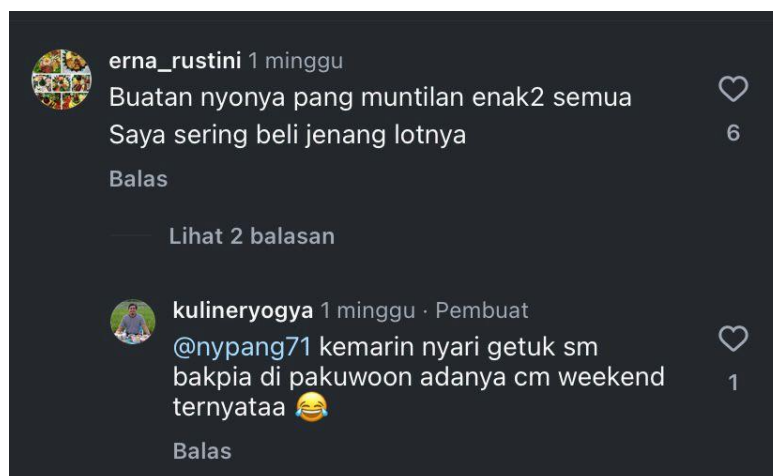 erna_rustini 1 minggu
Buatan nyonya pang muntilan enak2 semua
Saya sering beli jenang lotnya
6
Balas
Lihat 2 balasan
kulineryogya 1 minggu · Pembuat
@nypang71 kemarin nyari getuk sm
bakpia di pakuwoon adanya cm weekend
ternyataa 😂
1
Balas